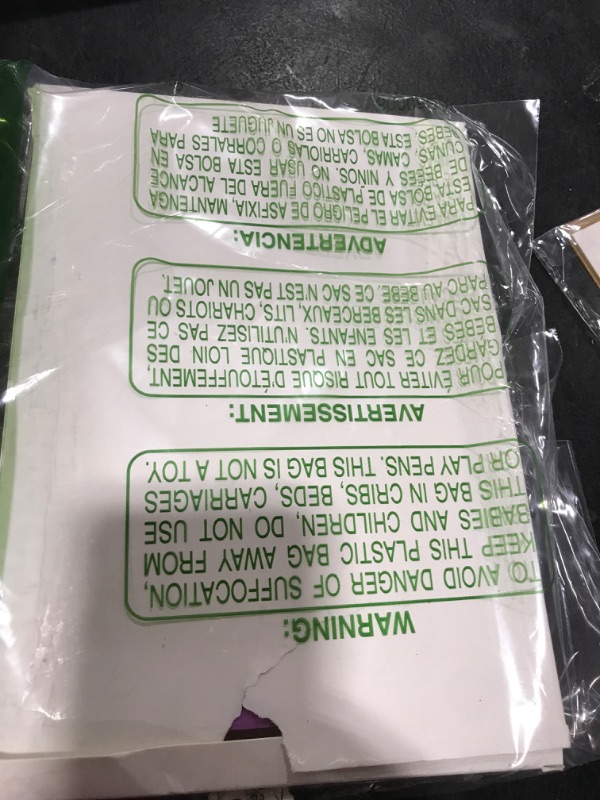 WARNING:
TO AVOID DANGER OF SUFFOCATION,
KEEP THIS PLASTIC BAG AWAY FROM
BABIES AND CHILDREN, DO NOT USE
THIS BAG IN CRIBS, BEDS, CARRIAGES
OR PLAY PENS. THIS BAG IS NOT A TOY.
AVERTISSEMENT:
POUR ÉVITER TOUT RISQUE D'ÉTOUFFEMENT,
GARDEZ CE SAC EN PLASTIQUE LOIN DES
BEBÉS ET LES ENFANTS. N'UTILISEZ PAS CE
SAC DANS LES BERCEAUX, LITS, CHARIOTS OU
PARC AU BEBE. CE SAC N'EST PAS UN JOUET.
ADVERTENCIA:
PARA EVITAR EL PELIGRO DE ASFIXIA, MANTENGA
ESTA BOLSA DE PLASTICO FUERA DEL ALCANCE
DE BEBES Y NINOS. NO USAR ESTA BOLSA EN
CUNAS, CAMAS, CARRIOLAS O CORRALES PARA
BEBES. ESTA BOLSA NO ES UN JUGUETE